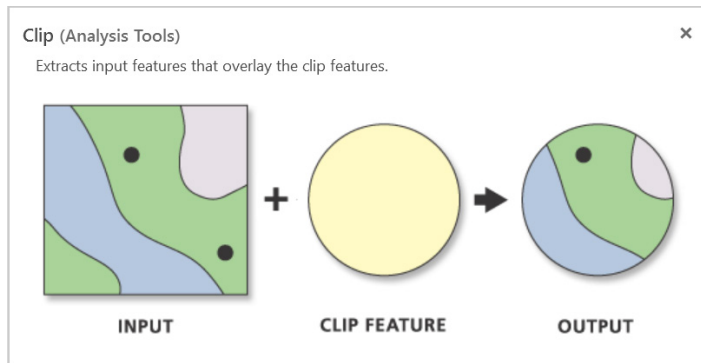 Clip (Analysis Tools)
Extracts input features that overlay the clip features.
INPUT
CLIP FEATURE
OUTPUT